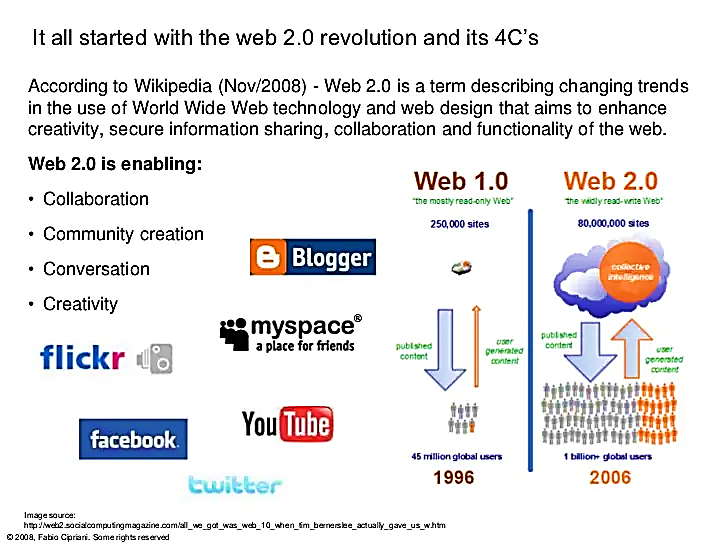 It all started with the web 2.0 revolution and its 4C’s
According to Wikipedia (Nov/2008) - Web 2.0 is a term describing changing trends
in the use of World Wide Web technology and web design that aims to enhance
creativity, secure information sharing, collaboration and functionality of the web.
Web 2.0 is enabling:
• Collaboration
• Community creation
• Conversation
• Creativity
Blogger
myspace®
a place for friends
flickr
facebook.
YouTube
twitter
Web 1.0
"the mostly read-only Web"
250,000 sites
published
content
user
generated
content
45 million global users
1996
Web 2.0
"the wildly read-write Web"
80,000,000 sites
collective
intelligence
published
content
user
generated
content
1 billion+ global users
2006
Image source:
http://web2.socialcomputingmagazine.com/all_we_got_was_web_10_when_tim_bernerslee_actually_gave_us_w.htm
© 2008, Fabio Cipriani. Some rights reserved